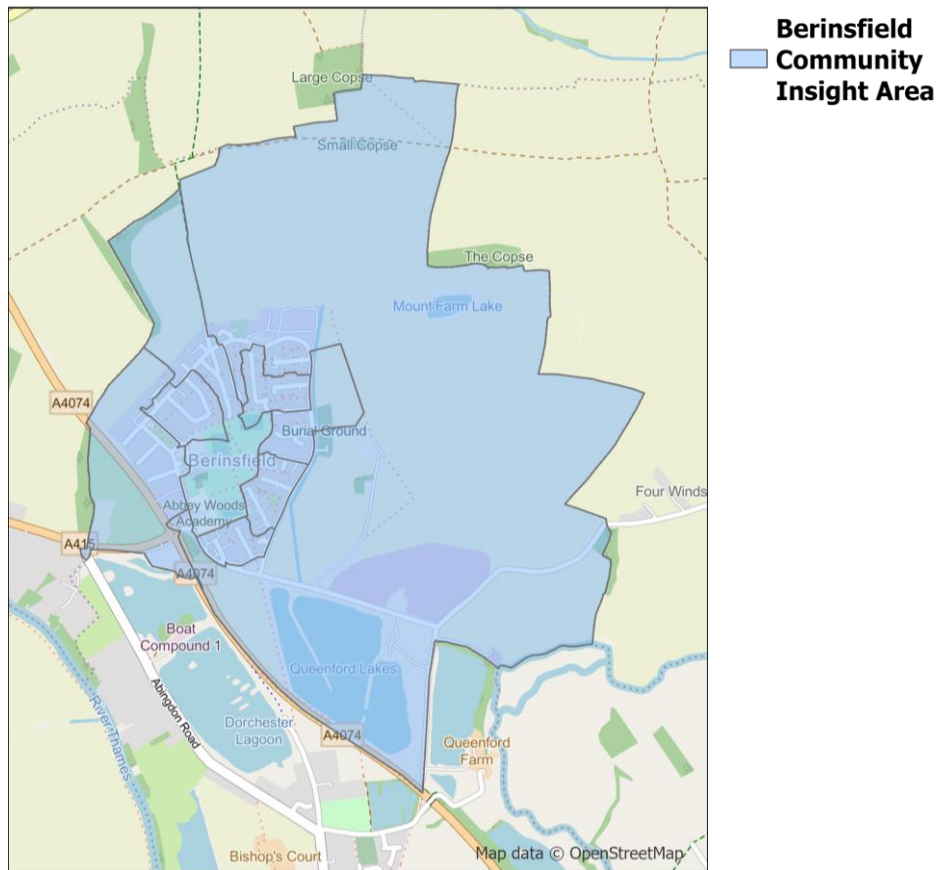 Berinsfield
Community
Insight Area
Large Copse
Small Copse
The Copse
Mount Farm Lake
A4074
Burial Ground
Berinsfield
Four Winds
Abbey Woods
Academy
A415
A4074
Boat
Compound 1
Queenford Lakes
Abingdon Road
River Thames
Dorchester
Lagoon
A4074
Queenford
Farm
Bishop's Court
Map data © OpenStreetMap